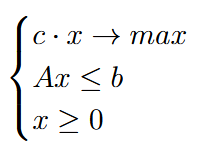 c · x → max
Ax ≤ b
x ≥ 0